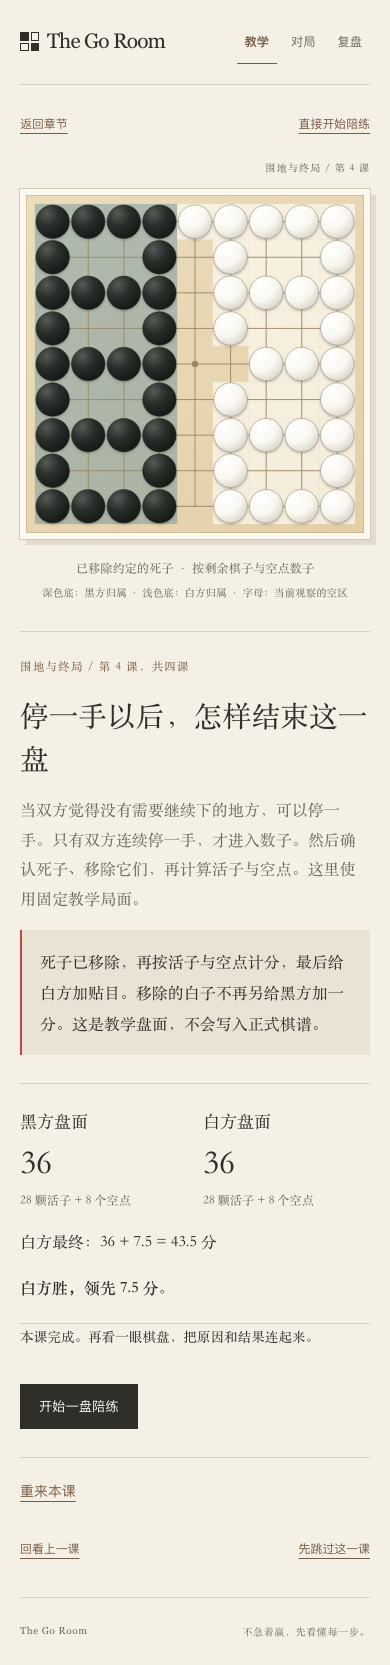 The Go Room
教学 对局 复盘
返回章节
直接开始陪练
围地与终局 / 第 4 课
已移除约定的死子 · 按剩余棋子与空点数子
深色底：黑方归属 · 浅色底：白方归属 · 字母：当前观察的空区
围地与终局 / 第 4 课，共四课
停一手以后，怎样结束这一
盘
当双方觉得没有需要继续下的地方，可以停一
手。只有双方连续停一手，才进入数子。然后确
认死子、移除它们，再计算活子与空点。这里使
用固定教学局面。
死子已移除，再按活子与空点计分，最后给
白方加贴目。移除的白子不再另给黑方加一
分。这是教学盘面，不会写入正式棋谱。
黑方盘面
36
28 颗活子 + 8 个空点
白方盘面
36
28 颗活子 + 8 个空点
白方最终：36 + 7.5 = 43.5 分
白方胜，领先 7.5 分。
本课完成。再看一眼棋盘，把原因和结果连起来。
开始一盘陪练
重来本课
回看上一课
先跳过这一课
The Go Room
不急着赢，先看懂每一步。